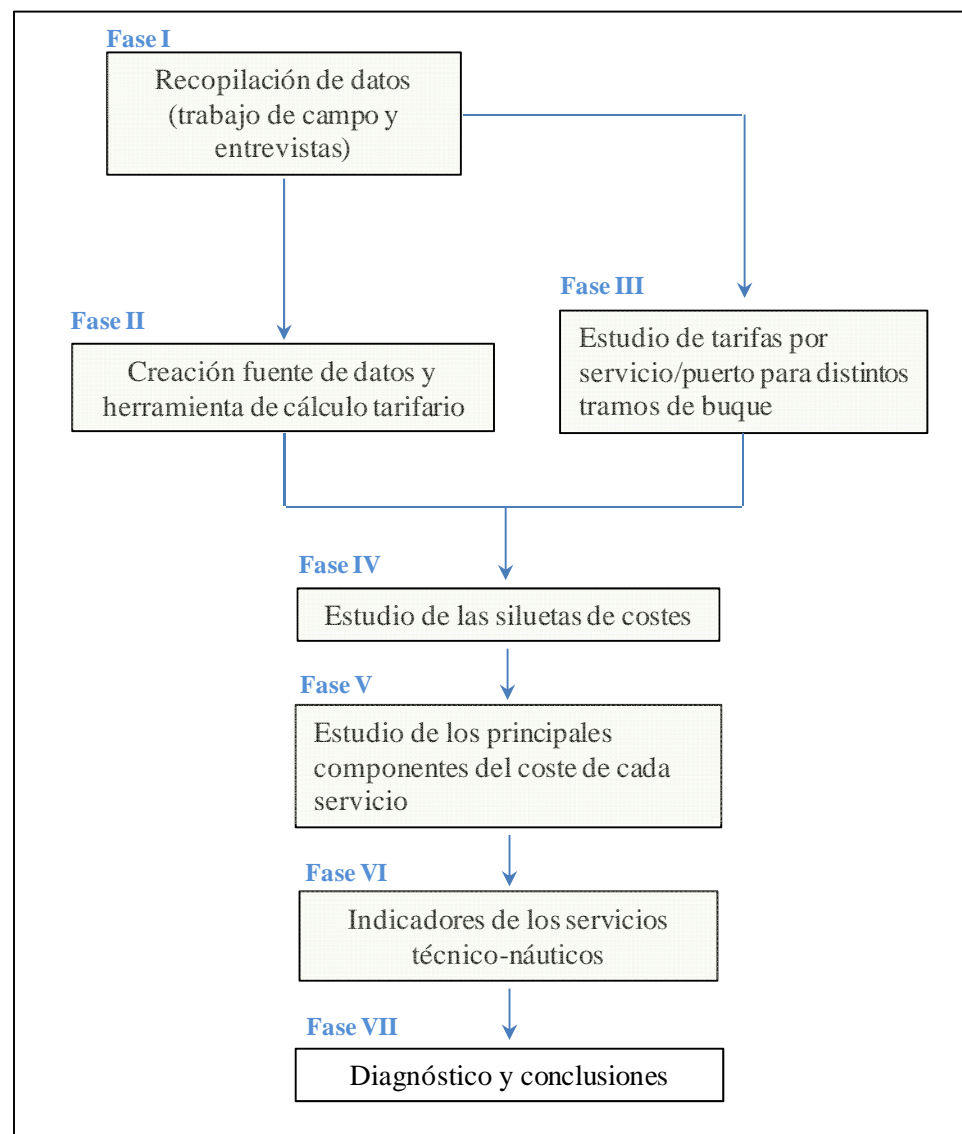 Fase I
Recopilación de datos
(trabajo de campo y
entrevistas)
Fase II
Creación fuente de datos y
herramienta de cálculo tarifario
Fase III
Estudio de tarifas por
servicio/puerto para distintos
tramos de buque
Fase IV
Estudio de las siluetas de costes
Fase V
Estudio de los principales
componentes del coste de cada
servicio
Fase VI
Indicadores de los servicios
técnico-náuticos
Fase VII
Diagnóstico y conclusiones